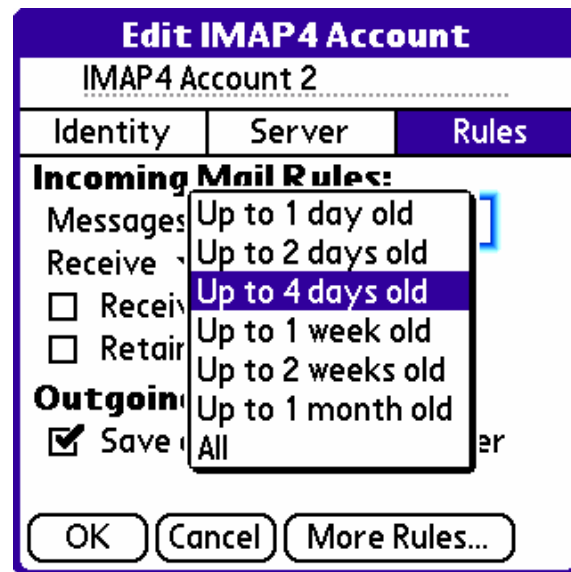 Edit IMAP4 Account
IMAP4 Account 2
Identity Server Rules
Incoming Mail Rules:
Messages
Up to 1 day old
Receive
Up to 2 days old
Up to 4 days old
Up to 1 week old
Up to 2 weeks old
Up to 1 month old
Save
All
OK Cancel More Rules...